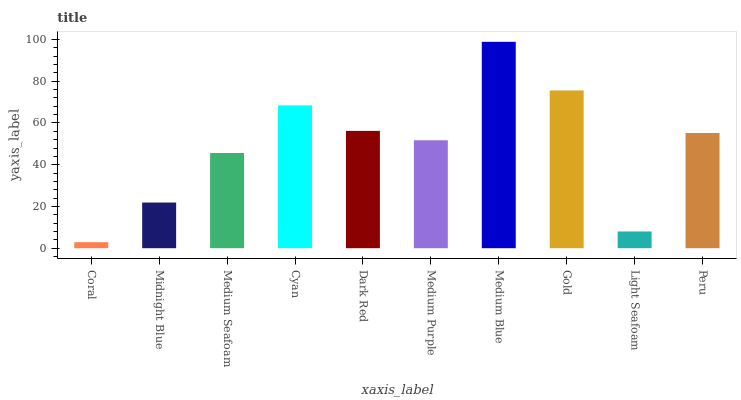 title
100
80
60
40
20
0
yaxis_label
Coral
Midnight Blue
Medium Seafoam
Cyan
Dark Red
Medium Purple
Medium Blue
Gold
Light Seafoam
Peru
xaxis_label